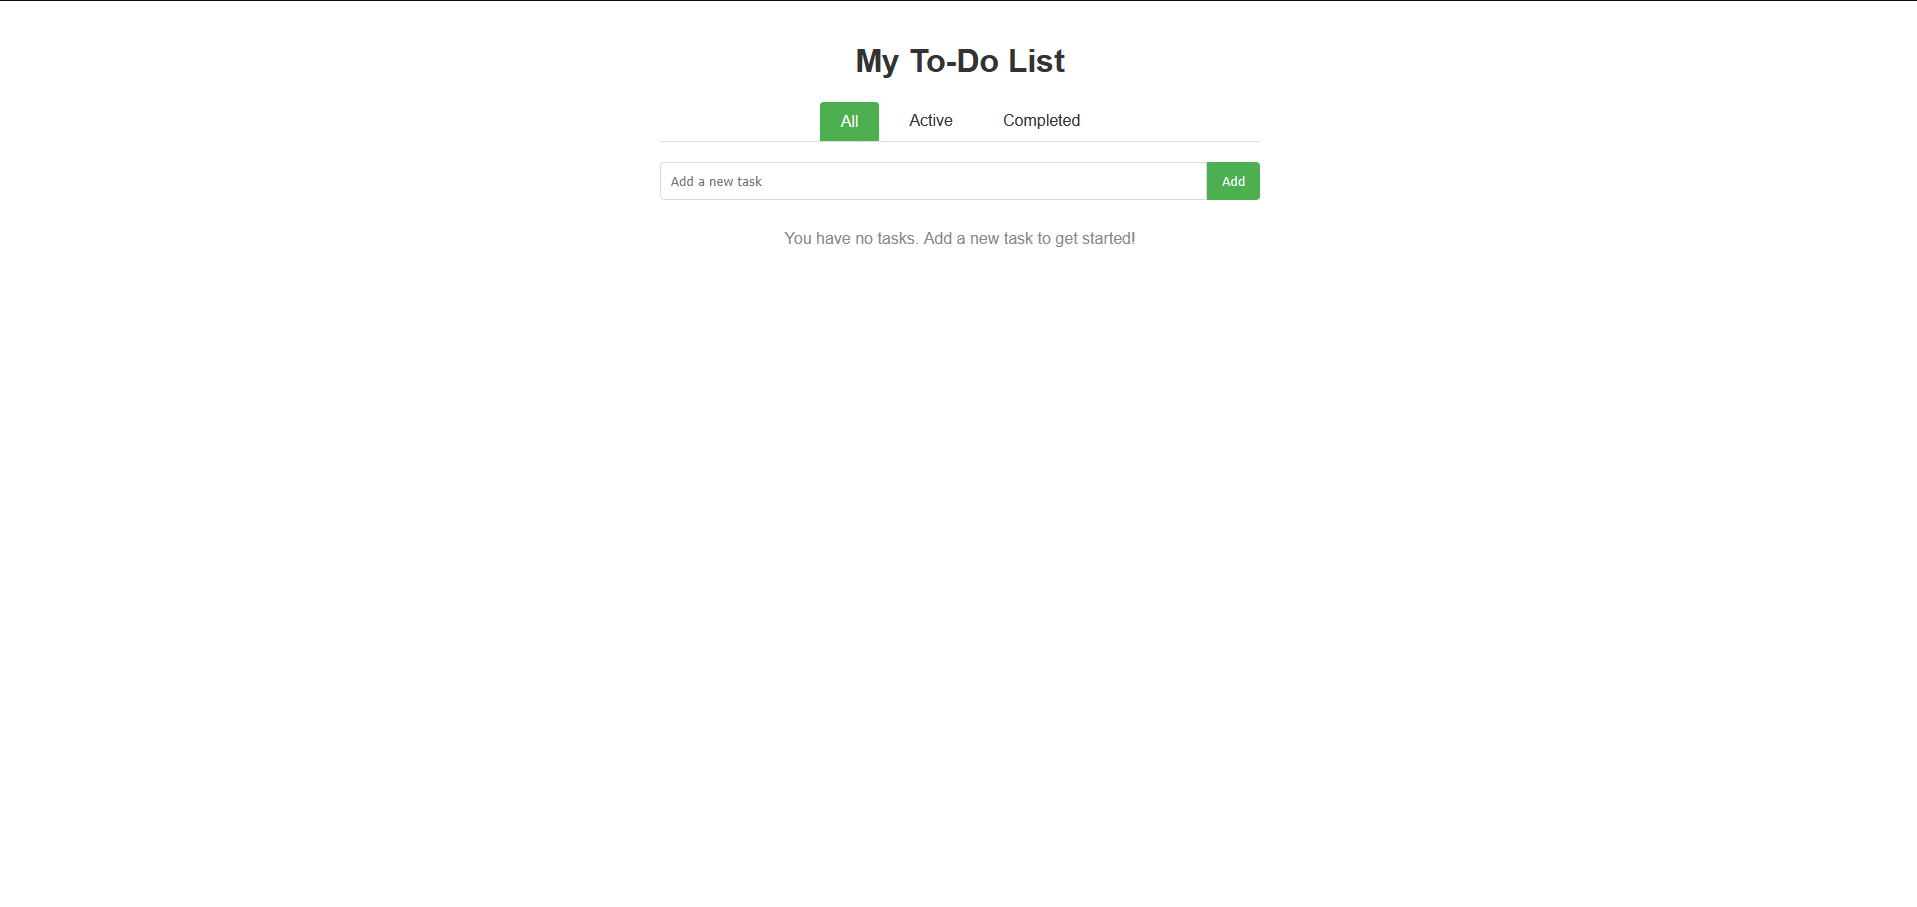 My To-Do List
All Active Completed
Add a new task Add
You have no tasks. Add a new task to get started!